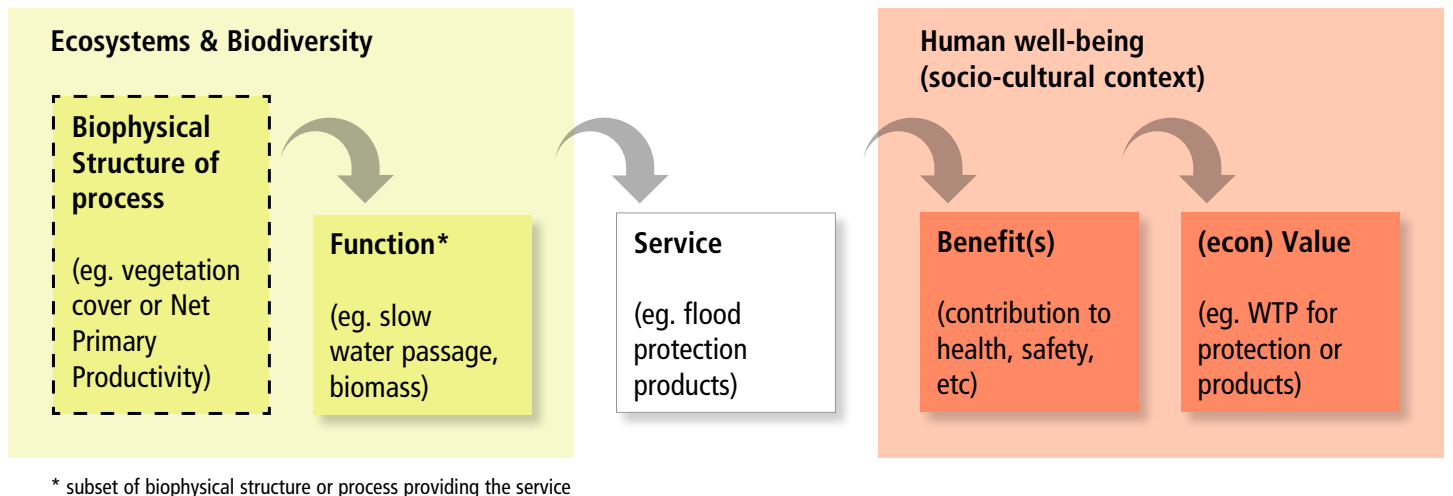 Ecosystems & Biodiversity
Biophysical
Structure of
process
(eg. vegetation
cover or Net
Primary
Productivity)
Function*
(eg. slow
water passage,
biomass)
Service
(eg. flood
protection
products)
Human well-being
(socio-cultural context)
Benefit(s)
(contribution to
health, safety,
etc)
(econ) Value
(eg. WTP for
protection or
products)
* subset of biophysical structure or process providing the service